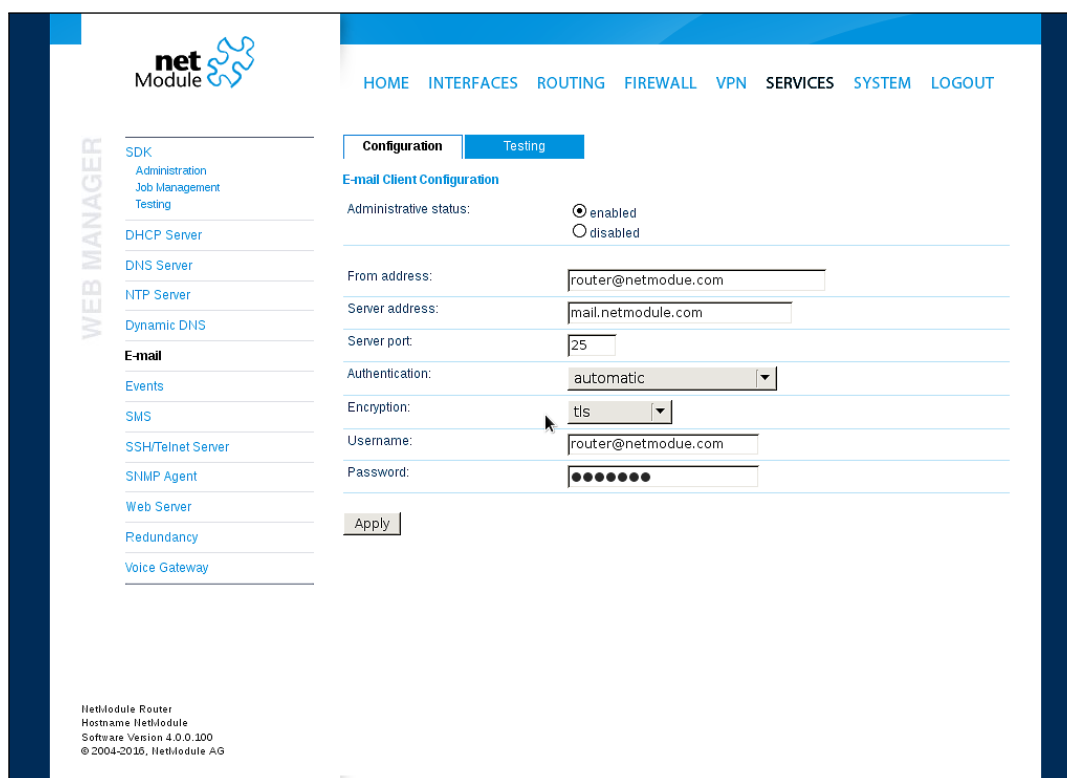 net
Module
HOME INTERFACES ROUTING FIREWALL VPN SERVICES SYSTEM LOGOUT
WEB MANAGER
SDK
Administration
Job Management
Testing
DHCP Server
DNS Server
NTP Server
Dynamic DNS
E-mail
Events
SMS
SSH/Telnet Server
SNMP Agent
Web Server
Redundancy
Voice Gateway
Configuration Testing
E-mail Client Configuration
Administrative status: enabled
disabled
From address: router@netmodue.com
Server address: mail.netmodule.com
Server port: 25
Authentication: automatic
Encryption: tls
Username: router@netmodue.com
Password: ●●●●●●●
Apply
NetModule Router
Hostname NetModule
Software Version 4.0.0.100
© 2004-2016, NetModule AG